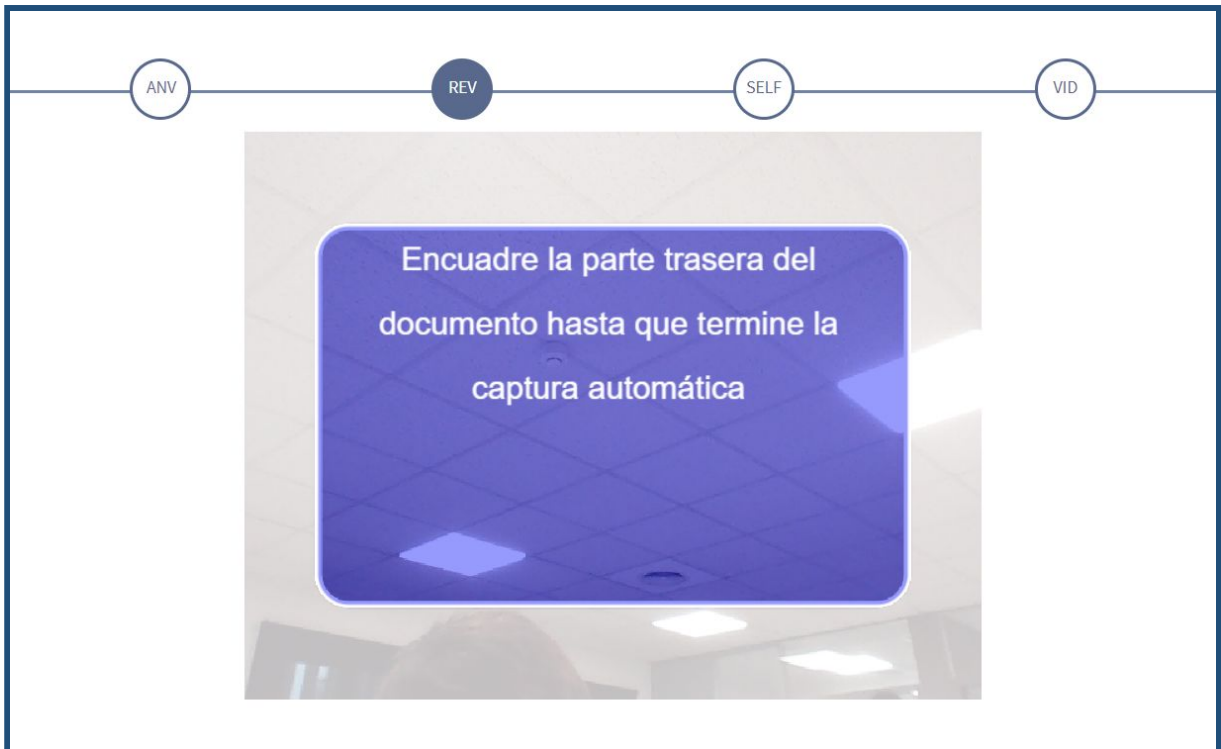 ANV
REV
SELF
VID
Encuadre la parte trasera del
documento hasta que termine la
captura automática